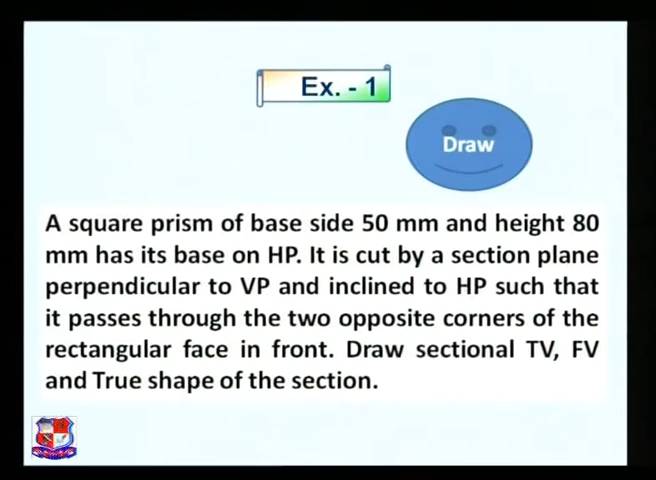 Ex. - 1
Draw
A square prism of base side 50 mm and height 80
mm has its base on HP. It is cut by a section plane
perpendicular to VP and inclined to HP such that
it passes through the two opposite corners of the
rectangular face in front. Draw sectional TV, FV
and True shape of the section.